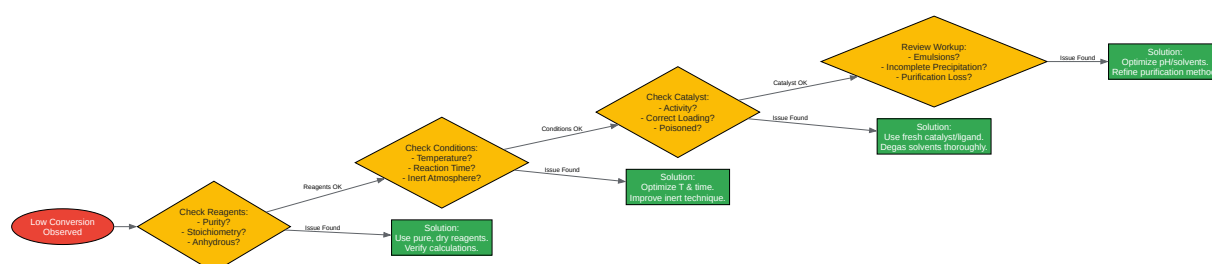 Low Conversion
Observed
Check Reagents:
- Purity?
- Stoichiometry?
- Anhydrous?
Reagents OK
Issue Found
Solution:
Use pure, dry reagents.
Verify calculations.
Check Conditions:
- Temperature?
- Reaction Time?
- Inert Atmosphere?
Conditions OK
Issue Found
Solution:
Optimize T & time.
Improve inert technique.
Check Catalyst:
- Activity?
- Correct Loading?
- Poisoned?
Catalyst OK
Issue Found
Solution:
Use fresh catalyst/ligand.
Degas solvents thoroughly.
Review Workup:
- Emulsions?
- Incomplete Precipitation?
- Purification Loss?
Issue Found
Solution:
Optimize pH/solvents.
Refine purification method